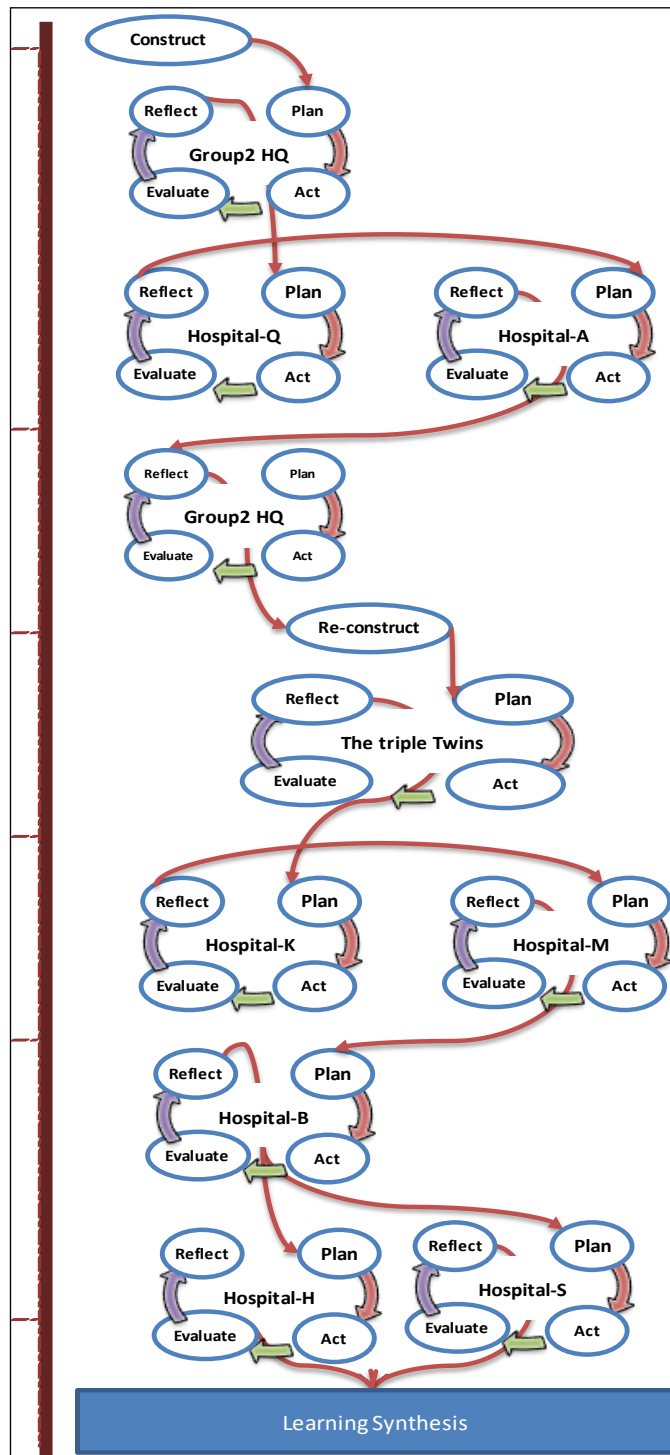 Construct
Reflect
Plan
Group2 HQ
Evaluate
Act
Reflect
Plan
Hospital-Q
Evaluate
Act
Reflect
Plan
Hospital-A
Evaluate
Act
Reflect
Plan
Group2 HQ
Evaluate
Act
Re-construct
Reflect
Plan
The triple Twins
Evaluate
Act
Reflect
Plan
Hospital-K
Evaluate
Act
Reflect
Plan
Hospital-M
Evaluate
Act
Reflect
Plan
Hospital-B
Evaluate
Act
Reflect
Plan
Hospital-H
Evaluate
Act
Reflect
Plan
Hospital-S
Evaluate
Act
Learning Synthesis